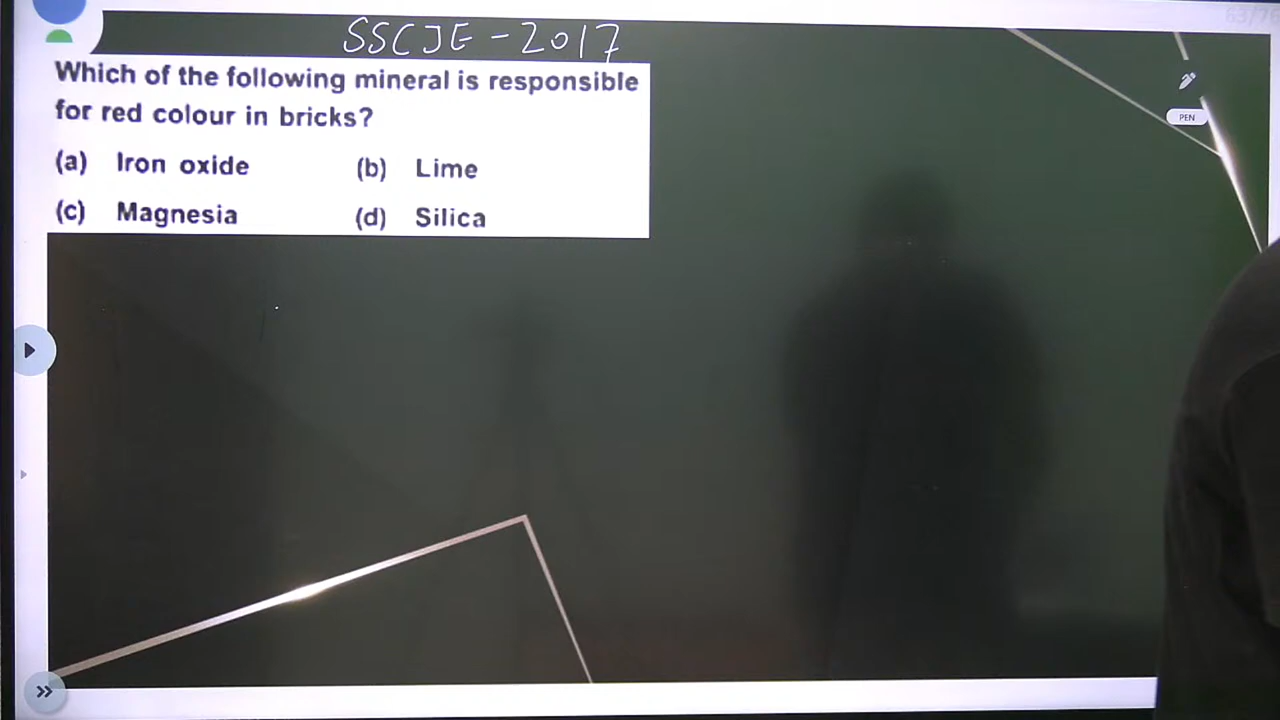 SSCJE - 2017
Which of the following mineral is responsible
for red colour in bricks?
(a) Iron oxide (b) Lime
(c) Magnesia (d) Silica
PEN